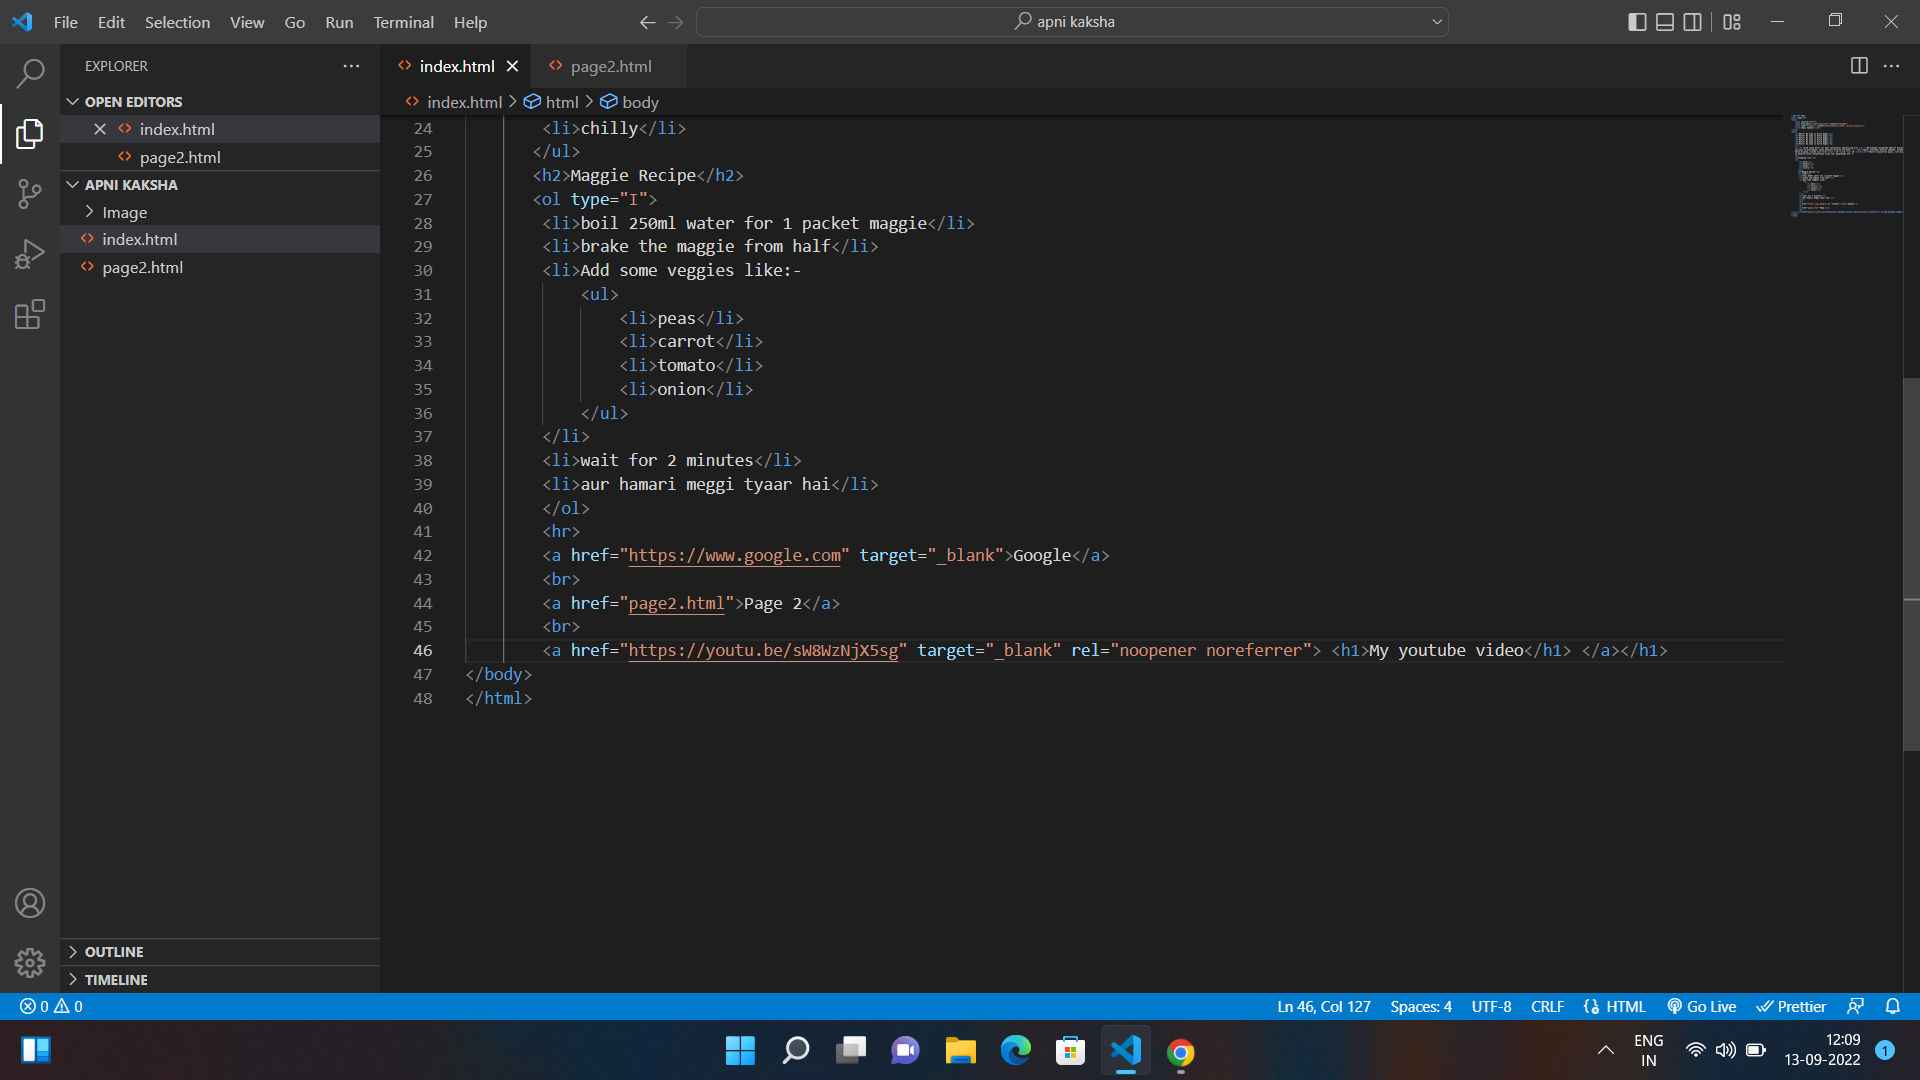 File Edit Selection View Go Run Terminal Help
apni kaksha
EXPLORER
OPEN EDITORS
index.html
page2.html
APNI KAKSHA
Image
index.html
page2.html
OUTLINE
TIMELINE
index.html page2.html
index.html > html > body
24 <li>chilly</li>
25 </ul>
26 <h2>Maggie Recipe</h2>
27 <ol type="I">
28 <li>boil 250ml water for 1 packet maggie</li>
29 <li>brake the maggie from half</li>
30 <li>Add some veggies like:-
31 <ul>
32 <li>peas</li>
33 <li>carrot</li>
34 <li>tomato</li>
35 <li>onion</li>
36 </ul>
37 </li>
38 <li>wait for 2 minutes</li>
39 <li>aur hamari meggi tyaar hai</li>
40 </ol>
41 <hr>
42 <a href="https://www.google.com" target="_blank">Google</a>
43 <br>
44 <a href="page2.html">Page 2</a>
45 <br>
46 <a href="https://youtu.be/sW8WzNjX5sg" target="_blank" rel="noopener noreferrer"> <h1>My youtube video</h1> </a></h1>
47 </body>
48 </html>
0 0 Ln 46, Col 127 Spaces: 4 UTF-8 CRLF HTML Go Live Prettier
ENG
IN
12:09
13-09-2022
1